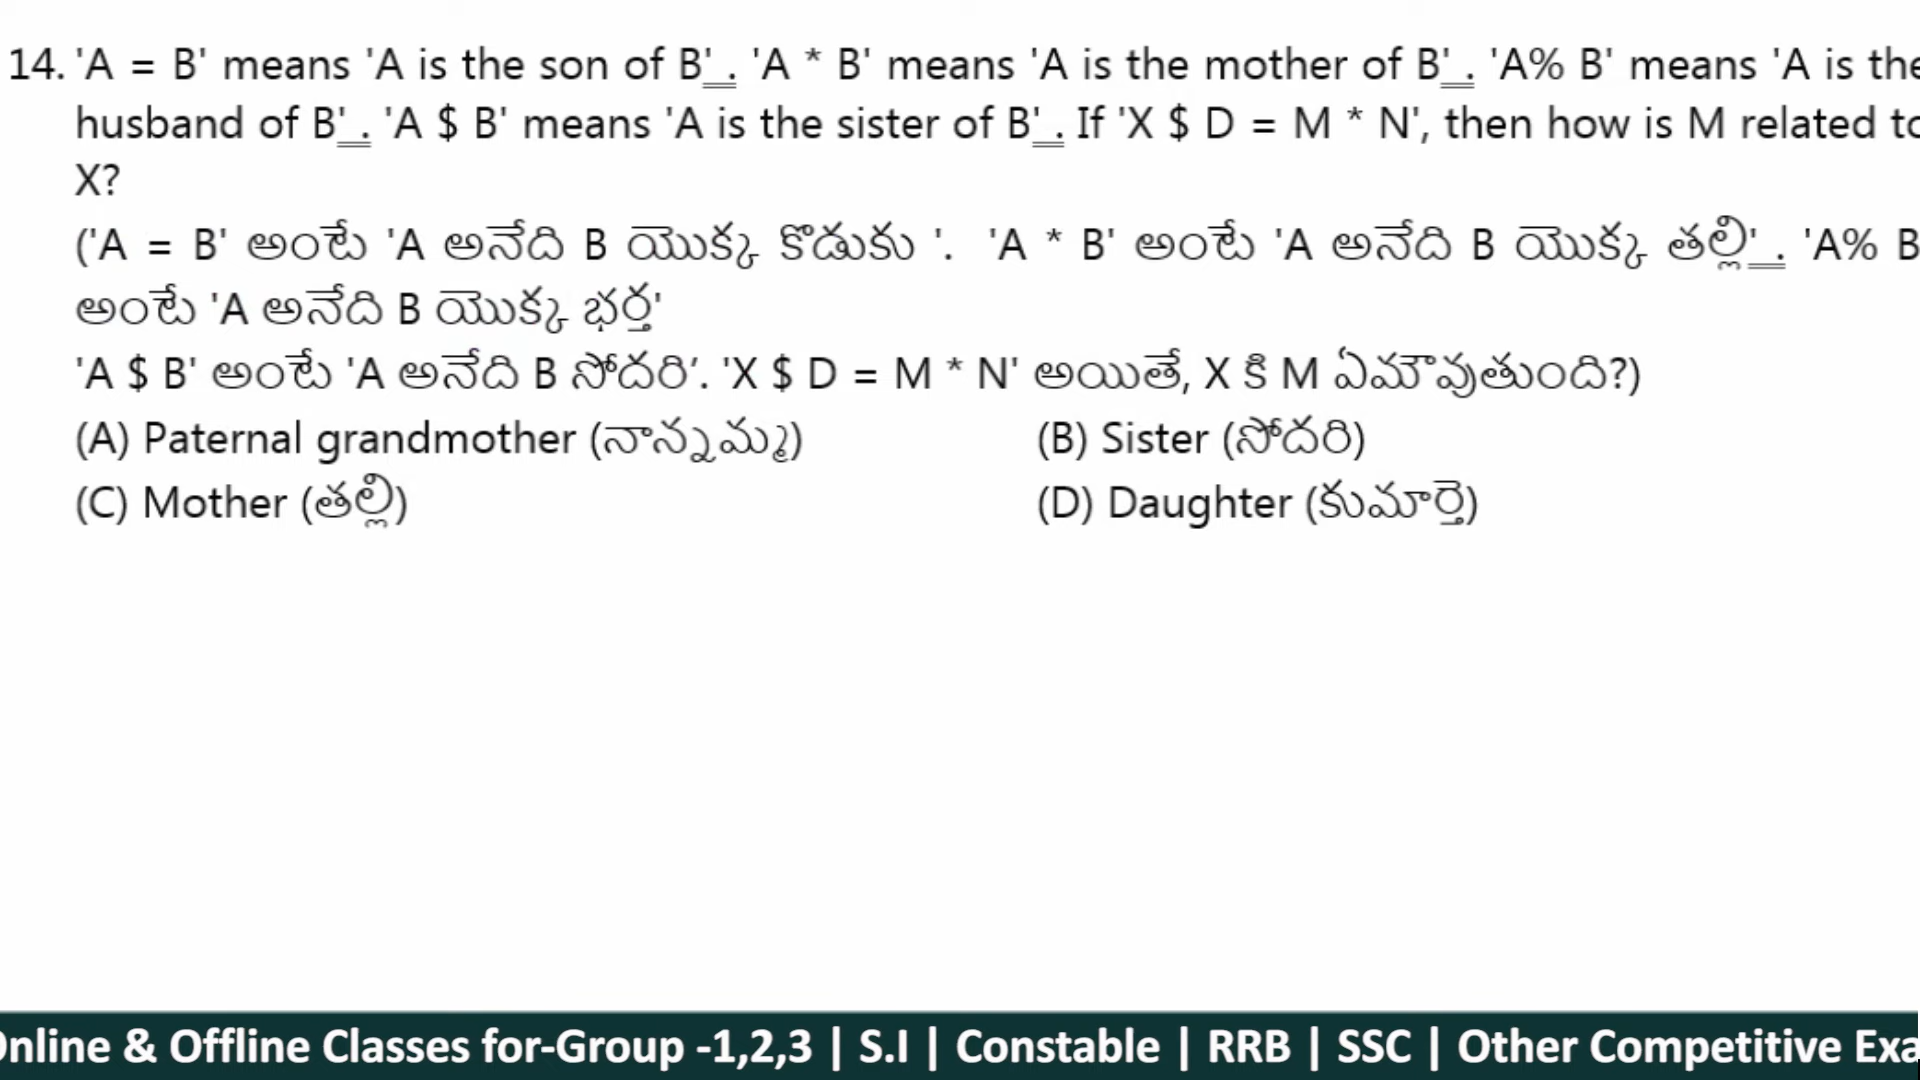 14. 'A = B' means 'A is the son of B'_. 'A * B' means 'A is the mother of B'_. 'A% B' means 'A is the
husband of B'_. 'A $ B' means 'A is the sister of B'_. If 'X $ D = M * N', then how is M related to
X?
('A = B' అంటే 'A అనేది B యొక్క కొడుకు '. 'A * B' అంటే 'A అనేది B యొక్క తల్లి'_. 'A% B
అంటే 'A అనేది B యొక్క భర్త'
'A $ B' అంటే 'A అనేది B సోదరి'. 'X $ D = M * N' అయితే, X కి M ఏమౌవుతుంది?)
(A) Paternal grandmother (నాన్నమ్మ) (B) Sister (సోదరి)
(C) Mother (తల్లి) (D) Daughter (కుమార్తె)
Online & Offline Classes for-Group -1,2,3 | S.I | Constable | RRB | SSC | Other Competitive Exa